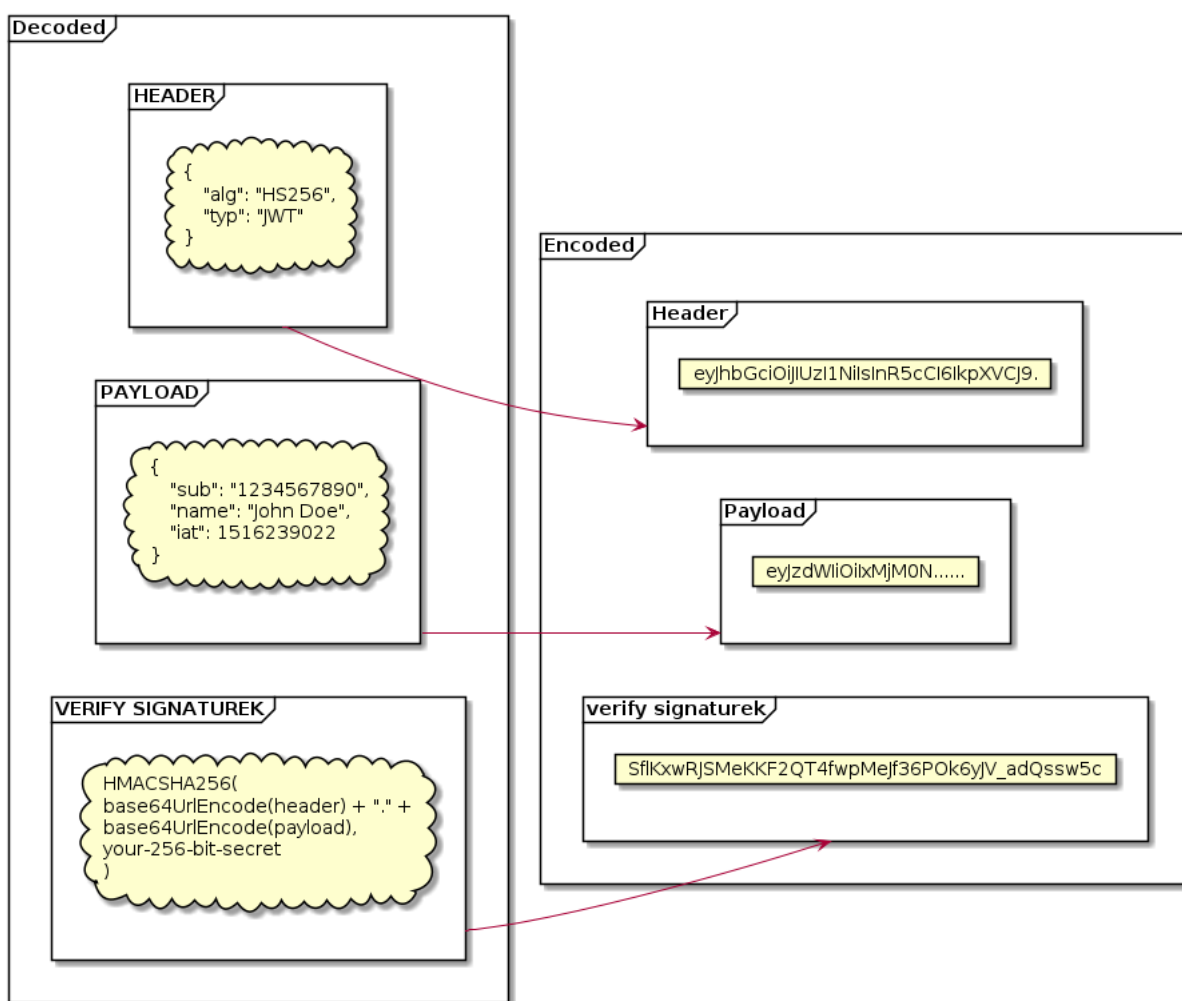 Decoded
HEADER
{
"alg": "HS256",
"typ": "JWT"
}
PAYLOAD
{
"sub": "1234567890",
"name": "John Doe",
"iat": 1516239022
}
VERIFY SIGNATUREK
HMACSHA256(
base64UrlEncode(header) + "." +
base64UrlEncode(payload),
your-256-bit-secret
)
Encoded
Header
eyJhbGciOiJIUzI1NiIsInR5cCI6IkpXVCJ9.
Payload
eyJzdWIiOiIxMjM0N......
verify signaturek
SflKxwRJSMeKKF2QT4fwpMeJf36POk6yJV_adQssw5c